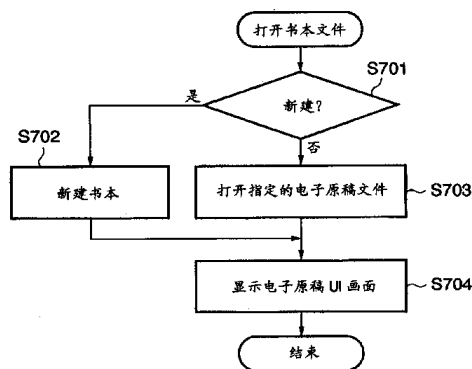 打开书本文件
S701
新建？
是
否
S702
新建书本
打开指定的电子原稿文件
S703
显示电子原稿 UI 画面
S704
结束